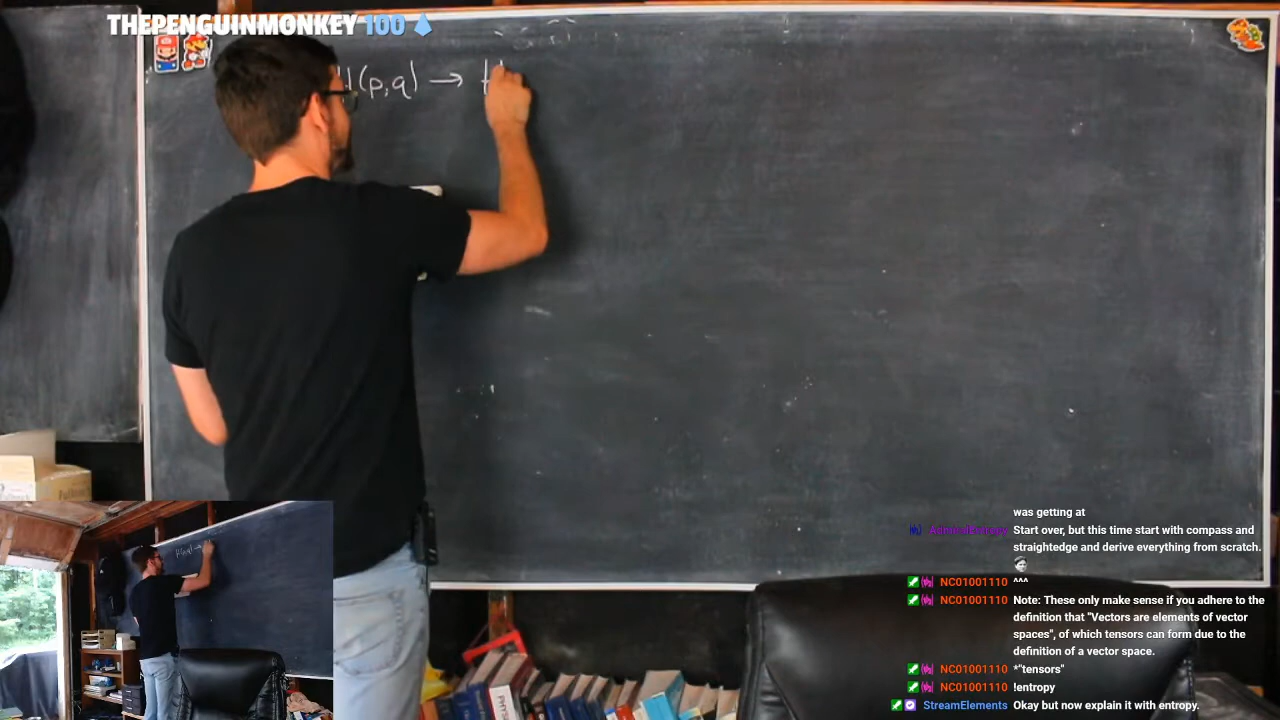 THEPENGUINMONKEY 100
H(p,q) → H
was getting at
AdmiralEntropy Start over, but this time start with compass and
straightedge and derive everything from scratch.
NC01001110 ^^^
NC01001110 Note: These only make sense if you adhere to the
definition that "Vectors are elements of vector
spaces", of which tensors can form due to the
definition of a vector space.
NC01001110 *"tensors"
NC01001110 !entropy
StreamElements Okay but now explain it with entropy.